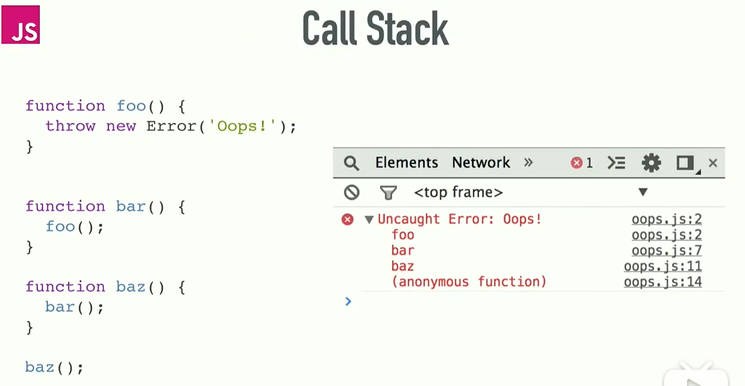 JS
Call Stack
function foo() {
  throw new Error('Oops!');
}
function bar() {
  foo();
}
function baz() {
  bar();
}
baz();
Elements Network » 1
<top frame> ▼
▼Uncaught Error: Oops! oops.js:2
foo oops.js:2
bar oops.js:7
baz oops.js:11
(anonymous function) oops.js:14
>